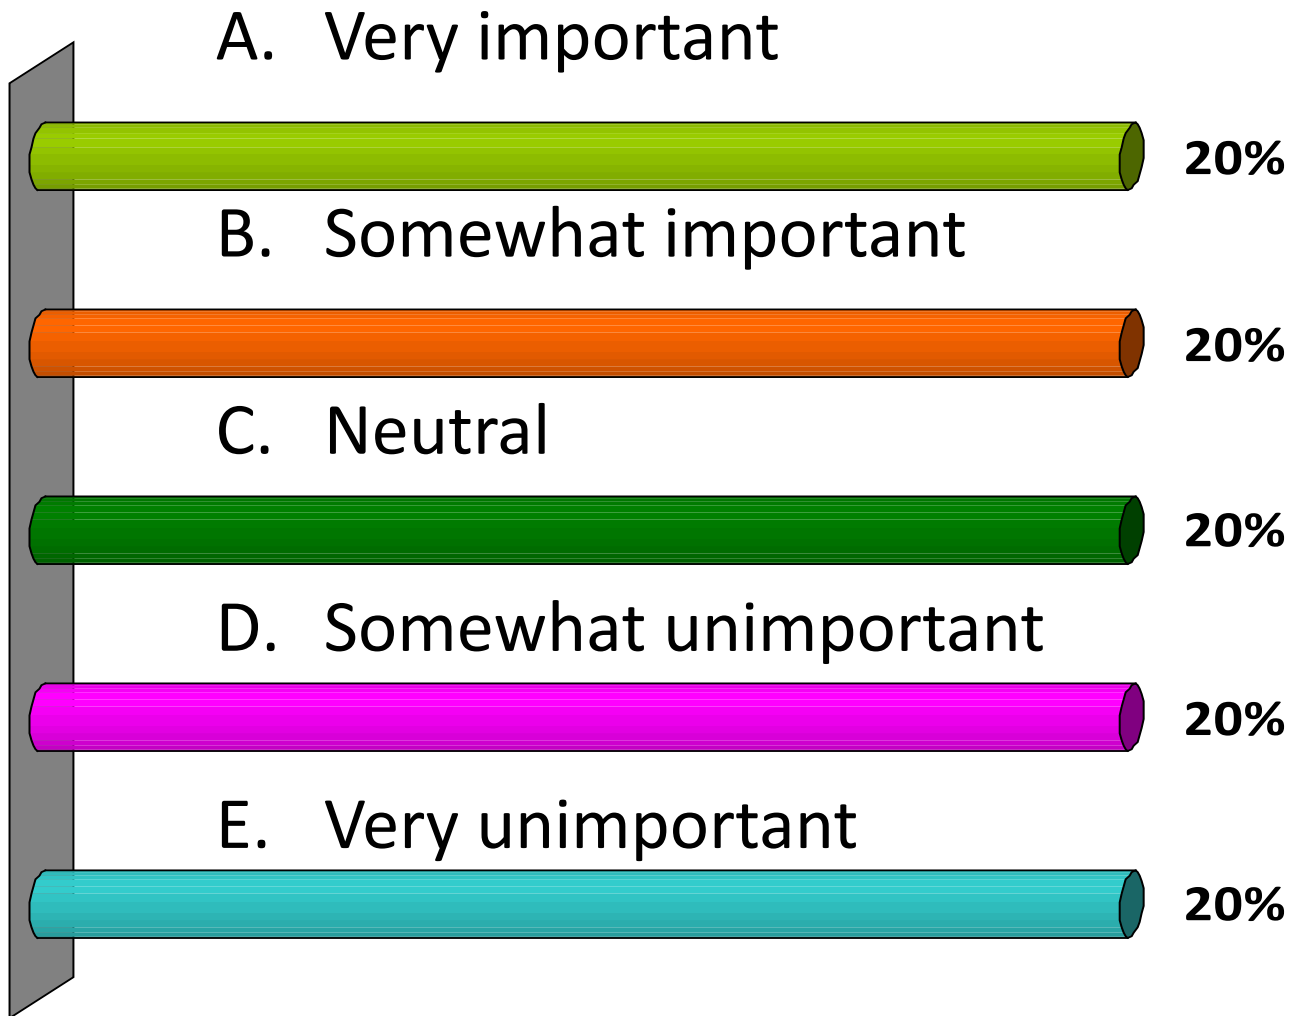 A. Very important
20%
B. Somewhat important
20%
C. Neutral
20%
D. Somewhat unimportant
20%
E. Very unimportant
20%